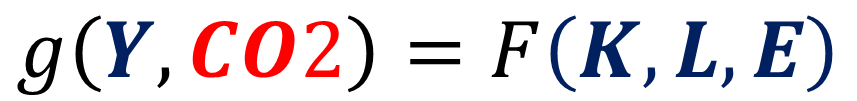 g(Y, CO2) = F(K, L, E)